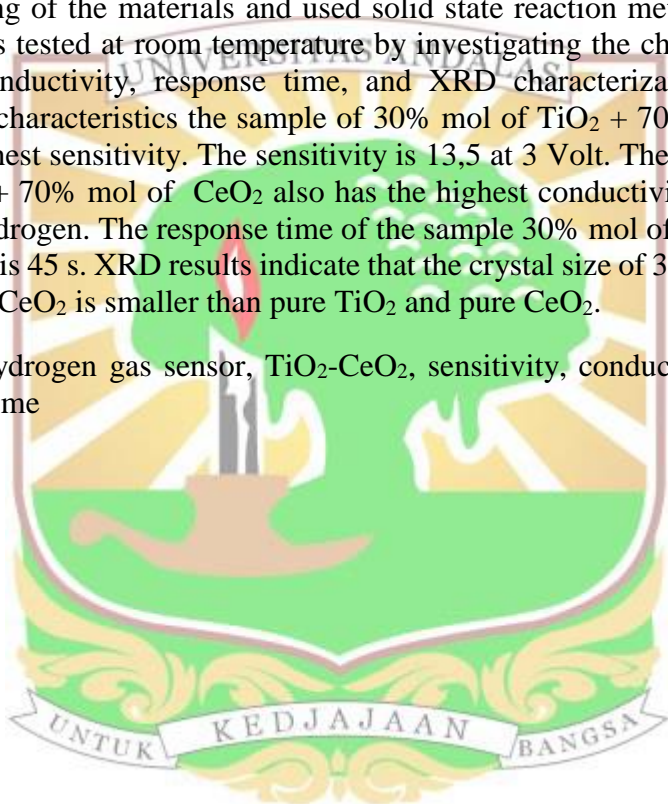 ng of the materials and used solid state reaction me
s tested at room temperature by investigating the ch
UNIVERSITAS ANDALAS
nductivity, response time, and XRD characteriza
characteristics the sample of 30% mol of TiO2 + 70
nest sensitivity. The sensitivity is 13,5 at 3 Volt. The
+ 70% mol of CeO2 also has the highest conductivi
drogen. The response time of the sample 30% mol of
is 45 s. XRD results indicate that the crystal size of 3
CeO2 is smaller than pure TiO2 and pure CeO2.
ydrogen gas sensor, TiO2-CeO2, sensitivity, conduc
me
UNTUK KEDJAJAAN BANGSA